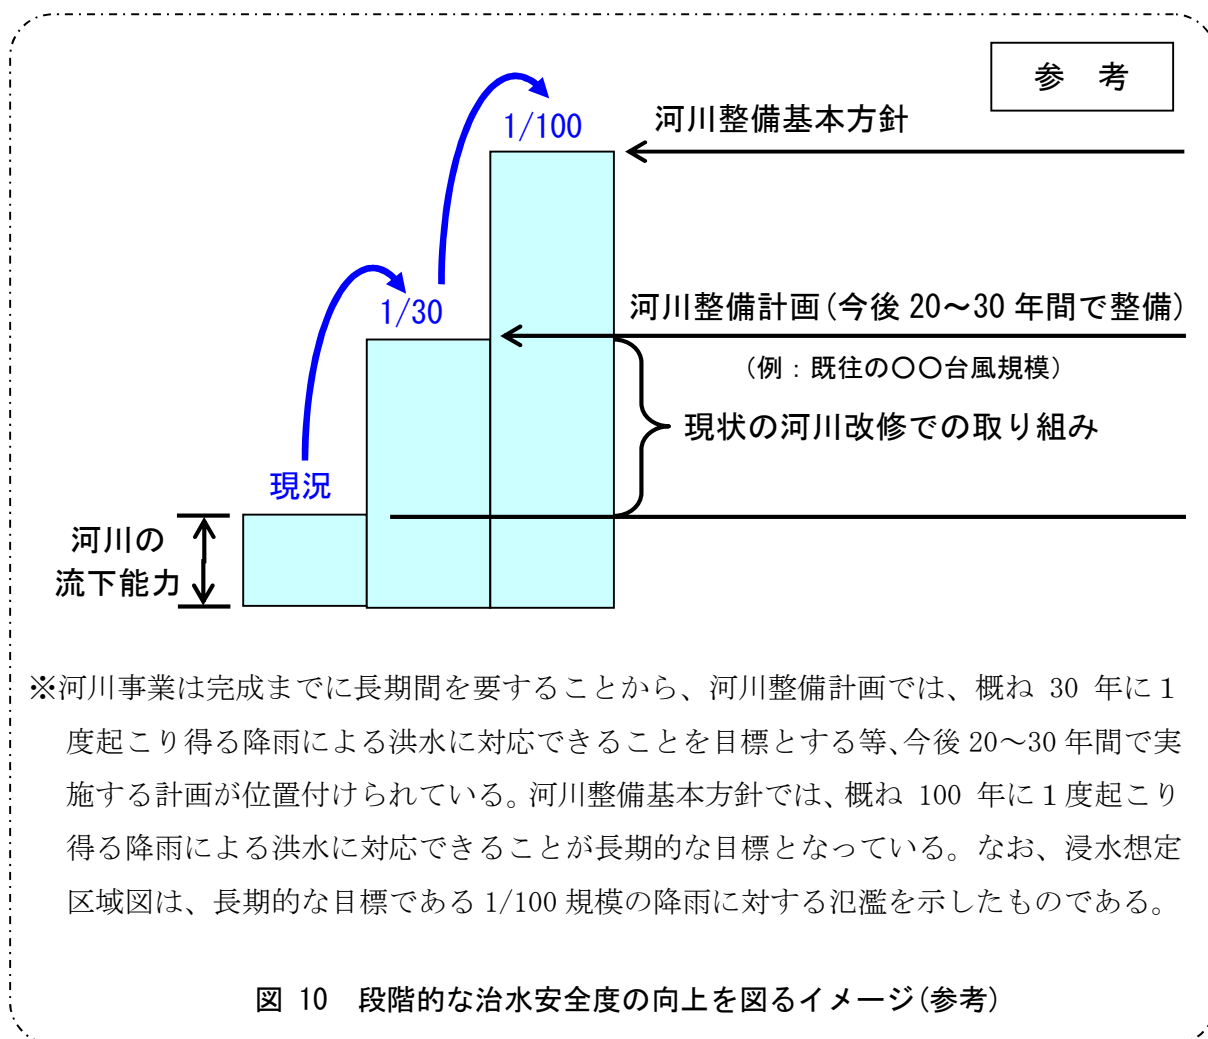 参　考
1/100
河川整備基本方針
1/30
河川整備計画(今後 20～30 年間で整備)
（例：既往の〇〇台風規模）
現状の河川改修での取り組み
現況
河川の
流下能力
※河川事業は完成までに長期間を要することから、河川整備計画では、概ね 30 年に１
度起こり得る降雨による洪水に対応できることを目標とする等、今後 20～30 年間で実
施する計画が位置付けられている。河川整備基本方針では、概ね 100 年に１度起こり
得る降雨による洪水に対応できることが長期的な目標となっている。なお、浸水想定
区域図は、長期的な目標である 1/100 規模の降雨に対する氾濫を示したものである。
図 10　段階的な治水安全度の向上を図るイメージ(参考)